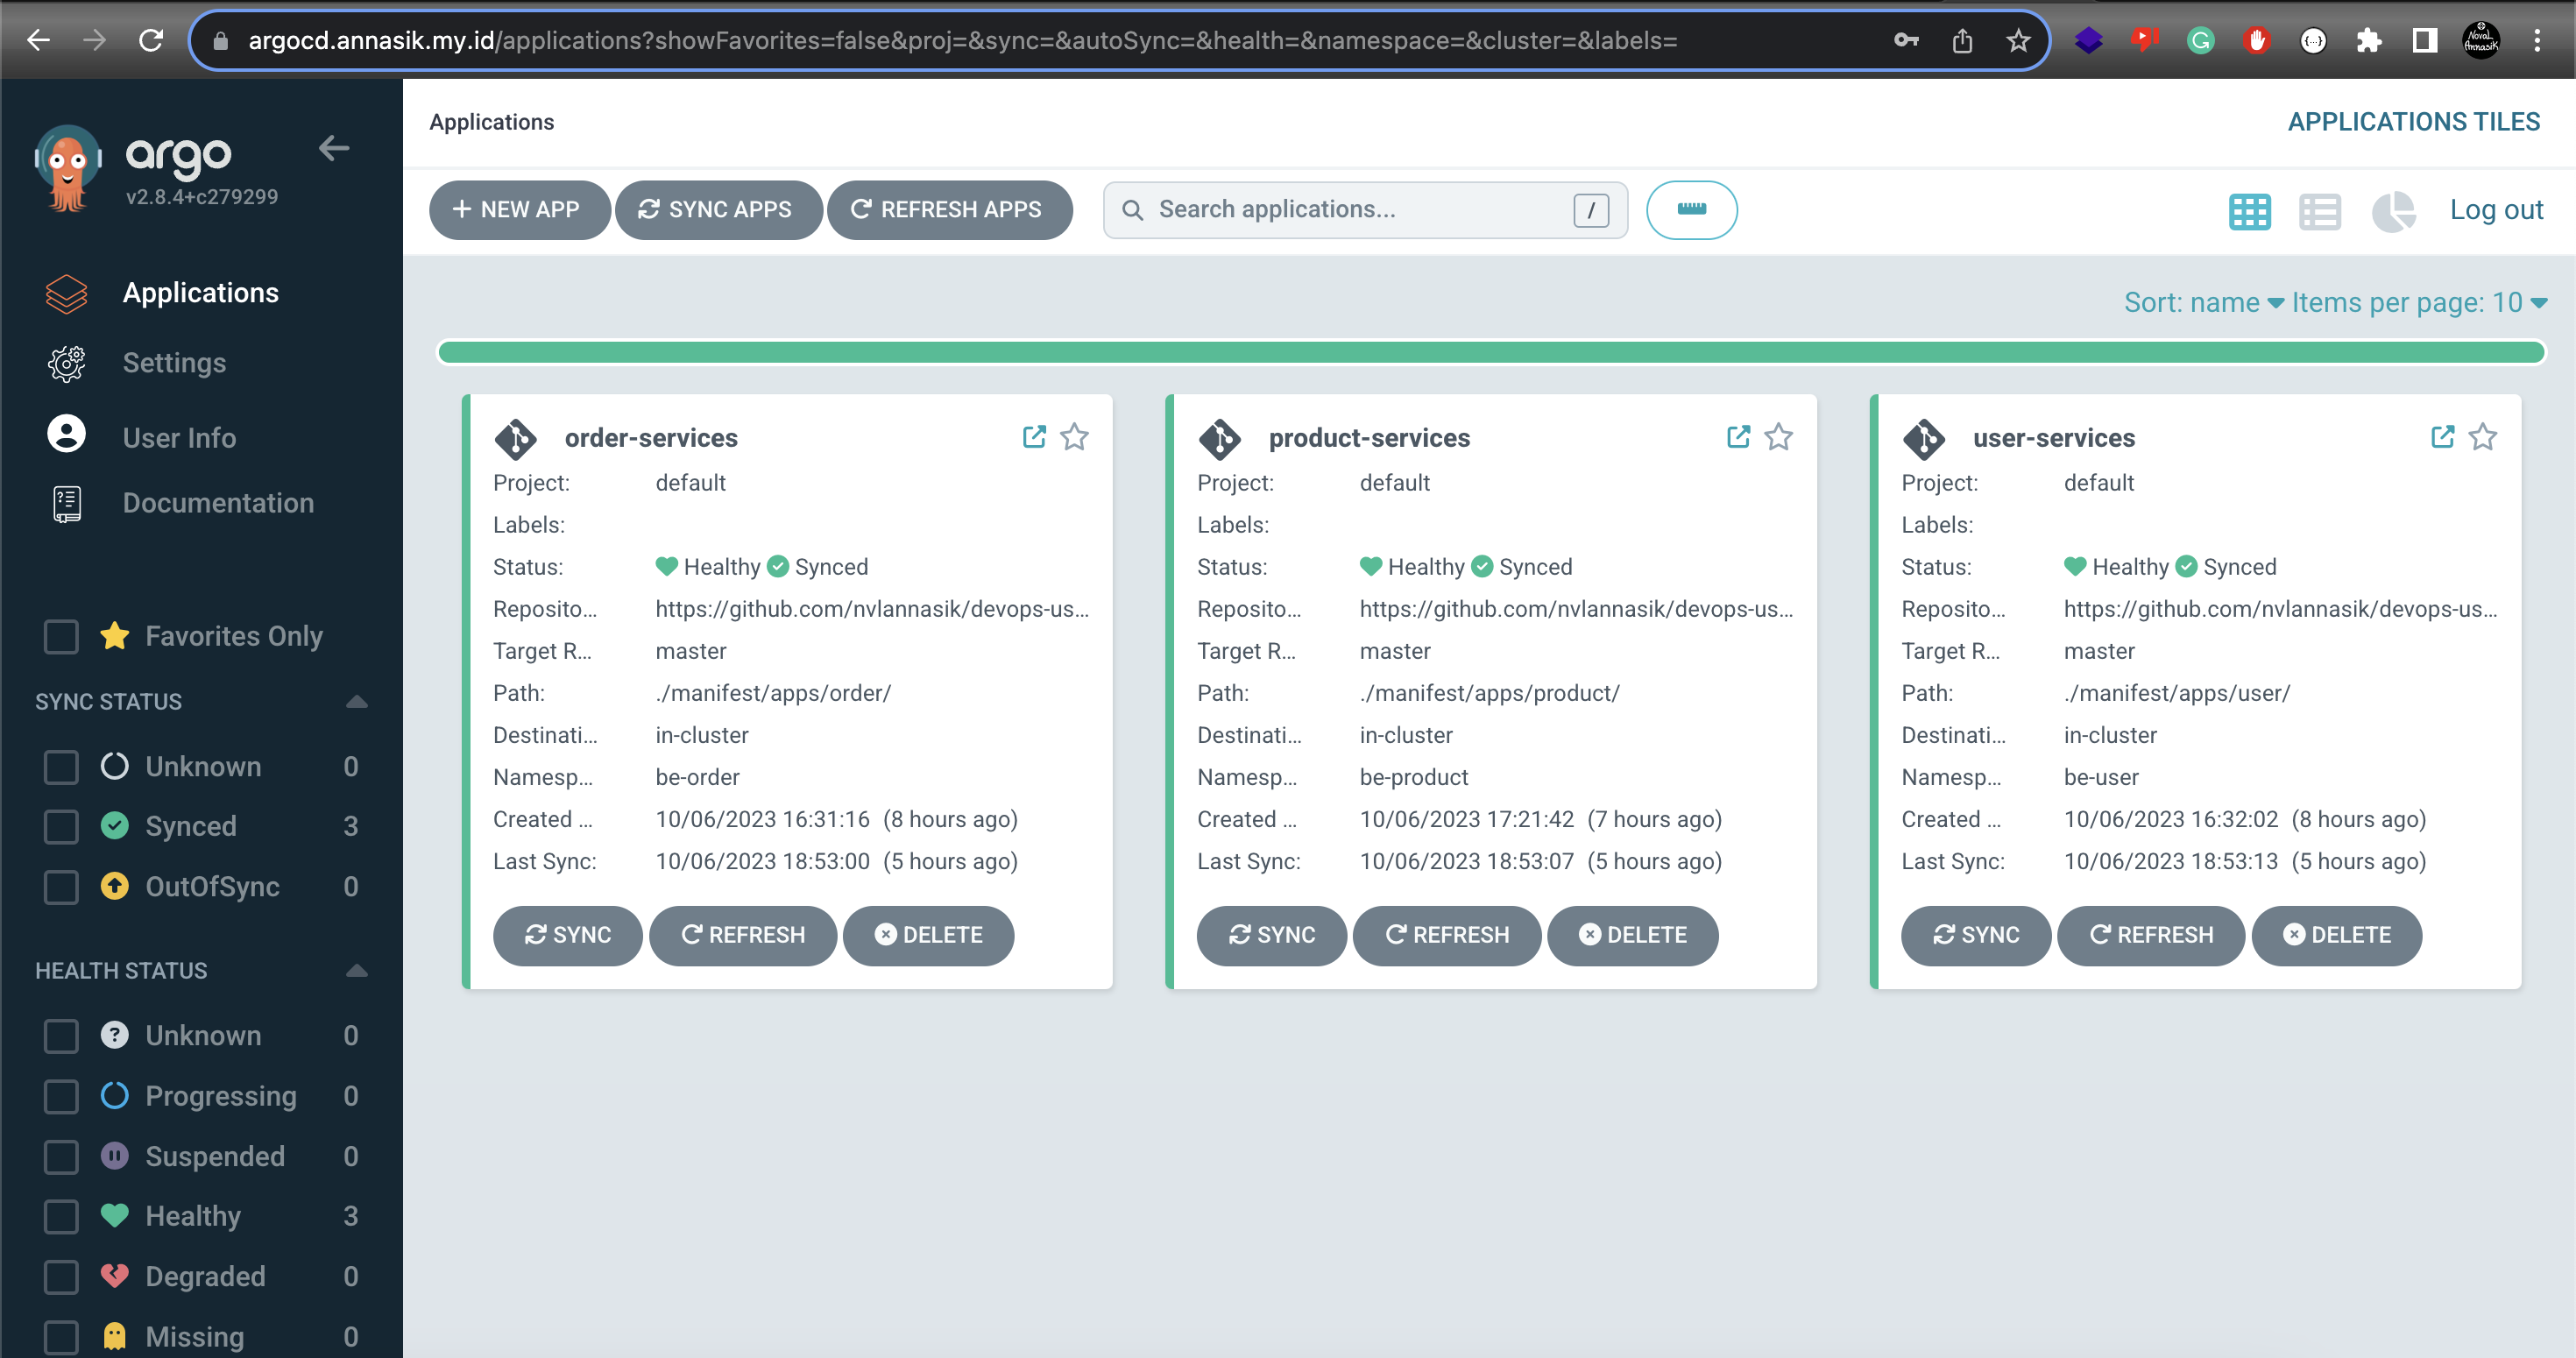 argocd.annasik.my.id/applications?showFavorites=false&proj=&sync=&autoSync=&health=&namespace=&cluster=&labels=
Noval Annasik
argo
v2.8.4+c279299
Applications
Settings
User Info
Documentation
Favorites Only
SYNC STATUS
Unknown 0
Synced 3
OutOfSync 0
HEALTH STATUS
Unknown 0
Progressing 0
Suspended 0
Healthy 3
Degraded 0
Missing 0
Applications
APPLICATIONS TILES
+ NEW APP SYNC APPS REFRESH APPS Search applications... / Log out
Sort: name Items per page: 10
order-services
Project: default
Labels:
Status: Healthy Synced
Reposito... https://github.com/nvlannasik/devops-us...
Target R... master
Path: ./manifest/apps/order/
Destinati... in-cluster
Namesp... be-order
Created ... 10/06/2023 16:31:16 (8 hours ago)
Last Sync: 10/06/2023 18:53:00 (5 hours ago)
SYNC REFRESH DELETE
product-services
Project: default
Labels:
Status: Healthy Synced
Reposito... https://github.com/nvlannasik/devops-us...
Target R... master
Path: ./manifest/apps/product/
Destinati... in-cluster
Namesp... be-product
Created ... 10/06/2023 17:21:42 (7 hours ago)
Last Sync: 10/06/2023 18:53:07 (5 hours ago)
SYNC REFRESH DELETE
user-services
Project: default
Labels:
Status: Healthy Synced
Reposito... https://github.com/nvlannasik/devops-us...
Target R... master
Path: ./manifest/apps/user/
Destinati... in-cluster
Namesp... be-user
Created ... 10/06/2023 16:32:02 (8 hours ago)
Last Sync: 10/06/2023 18:53:13 (5 hours ago)
SYNC REFRESH DELETE